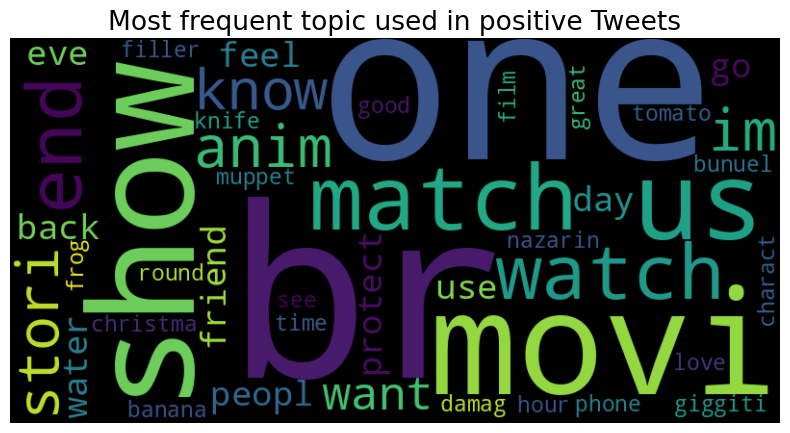 Most frequent topic used in positive Tweets
eve
filler
feel
one
go
show
end
know
good
film
great
tomato
im
knife
anim
bunuel
muppet
match
us
day
back
br
nazarin
stori
frog
round
friend
protect
see
time
use
watch
charact
christma
water
movi
love
peopl
want
banana
damag
hour
phone
giggiti